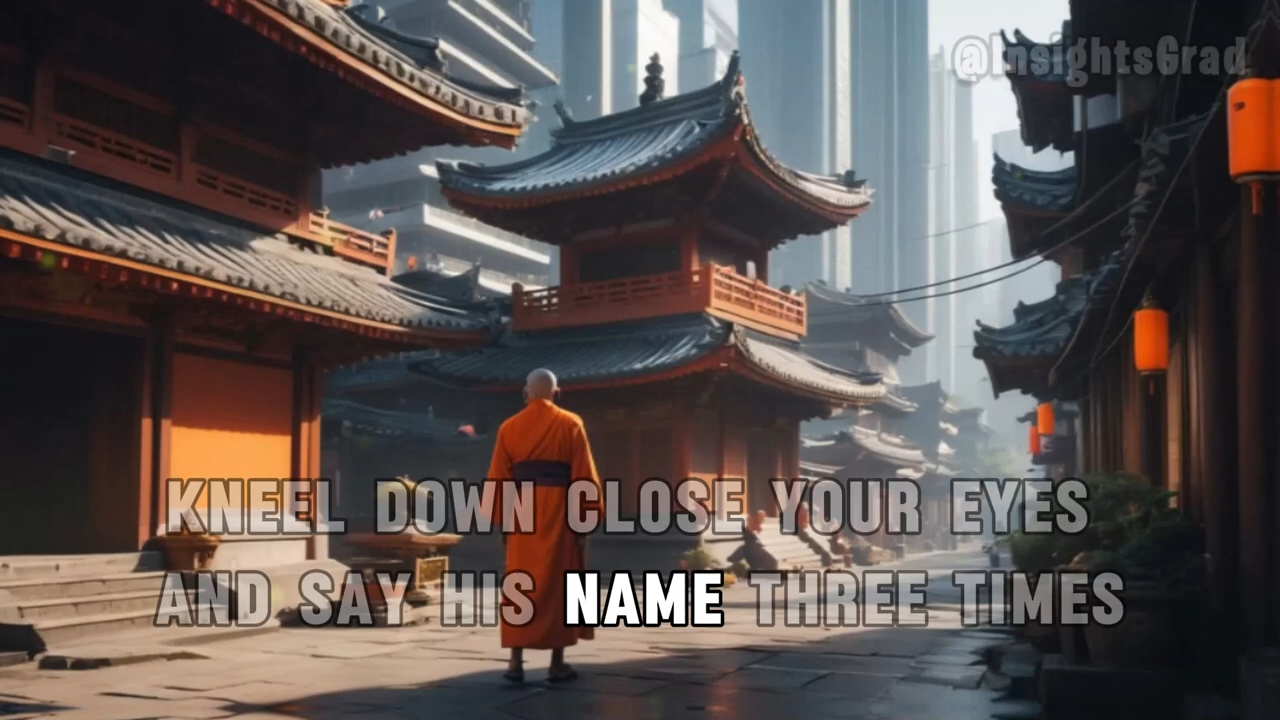 @InsightsGrad
KNEEL DOWN CLOSE YOUR EYES
AND SAY HIS NAME THREE TIMES